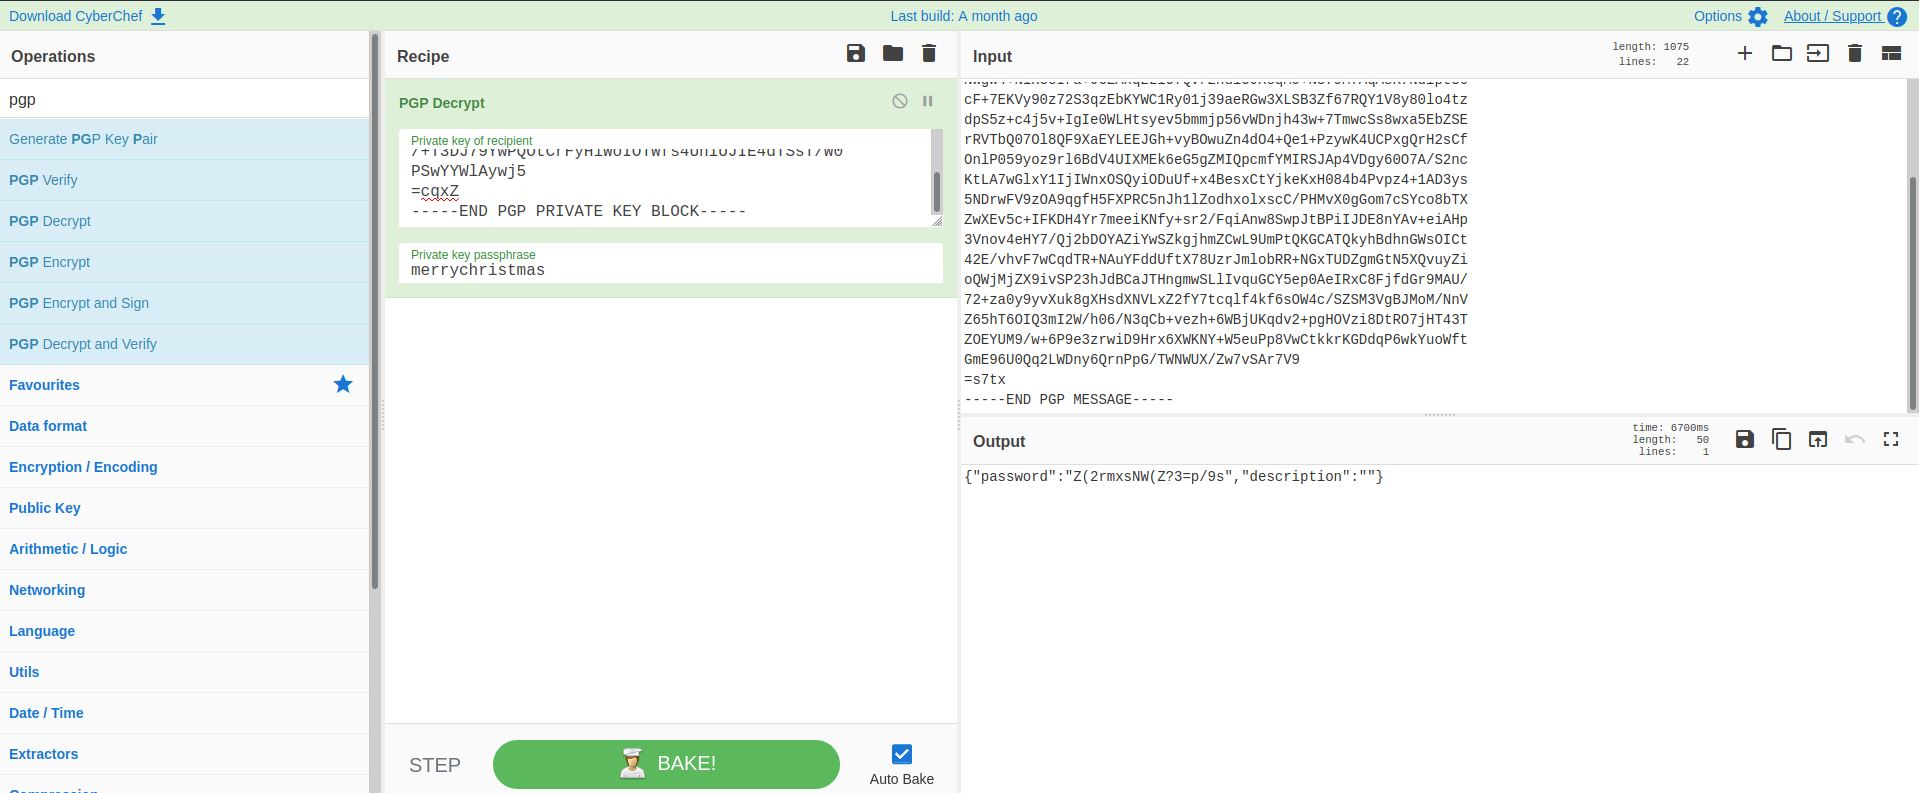 Download CyberChef
Last build: A month ago
Options
About / Support
Operations
pgp
Generate PGP Key Pair
PGP Verify
PGP Decrypt
PGP Encrypt
PGP Encrypt and Sign
PGP Decrypt and Verify
Favourites
Data format
Encryption / Encoding
Public Key
Arithmetic / Logic
Networking
Language
Utils
Date / Time
Extractors
Compression
Recipe
PGP Decrypt
Private key of recipient
PSwYYWlAywj5
=cqxZ
-----END PGP PRIVATE KEY BLOCK-----
Private key passphrase
merrychristmas
STEP
BAKE!
Auto Bake
Input
length: 1075
lines: 22
cF+7EKVy90z72S3qzEbKYWC1Ry01j39aeRGw3XLSB3Zf67RQY1V8y80lo4tz
dpS5z+c4j5v+IgIe0WLHtsyev5bmmjp56vWDnjh43w+7TmwcSs8wxa5EbZSE
rRVTbQ07Ol8QF9XaEYLEEJGh+vyBOwuZn4dO4+Qe1+PzywK4UCPxgQrH2sCf
OnlP059yoz9rl6BdV4UIXMEk6eG5gZMIQpcmfYMIRSJAp4VDgy60O7A/S2nc
KtLA7wGlxY1IjIWnxOSQyiODuUf+x4BesxCtYjkeKxH084b4Pvpz4+1AD3ys
5NDrwFV9zOA9qgfH5FXPRC5nJh1lZodhxolxscC/PHMvX0gGom7cSYco8bTX
ZwXEv5c+IFKDH4Yr7meeiKNfy+sr2/FqiAnw8SwpJtBPiIJDE8nYAv+eiAHp
3Vnov4eHY7/Qj2bDOYAZiYwSZkgjhmZCwL9UmPtQKGCATQkyhBdhnGWsOICt
42E/vhvF7wCqdTR+NAuYFddUftX78UzrJmlobRR+NGxTUDZgmGtN5XQvuyZi
oQWjMjZX9ivSP23hJdBCaJTHngmwSLlIvquGCY5ep0AeIRxC8FjfdGr9MAU/
72+za0y9yvXuk8gXHsdXNVLxZ2fY7tcqlf4kf6sOW4c/SZSM3VgBJMoM/NnV
Z65hT6OIQ3mI2W/h06/N3qCb+vezh+6WBjUKqdv2+pgHOVzi8DtRO7jHT43T
ZOEYUM9/w+6P9e3zrwiD9Hrx6XWKNY+W5euPp8VwCtkkrKGDdqP6wkYuoWft
GmE96U0Qq2LWDny6QrnPpG/TWNWUX/Zw7vSAr7V9
=s7tx
-----END PGP MESSAGE-----
Output
time: 6700ms
length: 50
lines: 1
{"password":"Z(2rmxsNW(Z?3=p/9s","description":""}